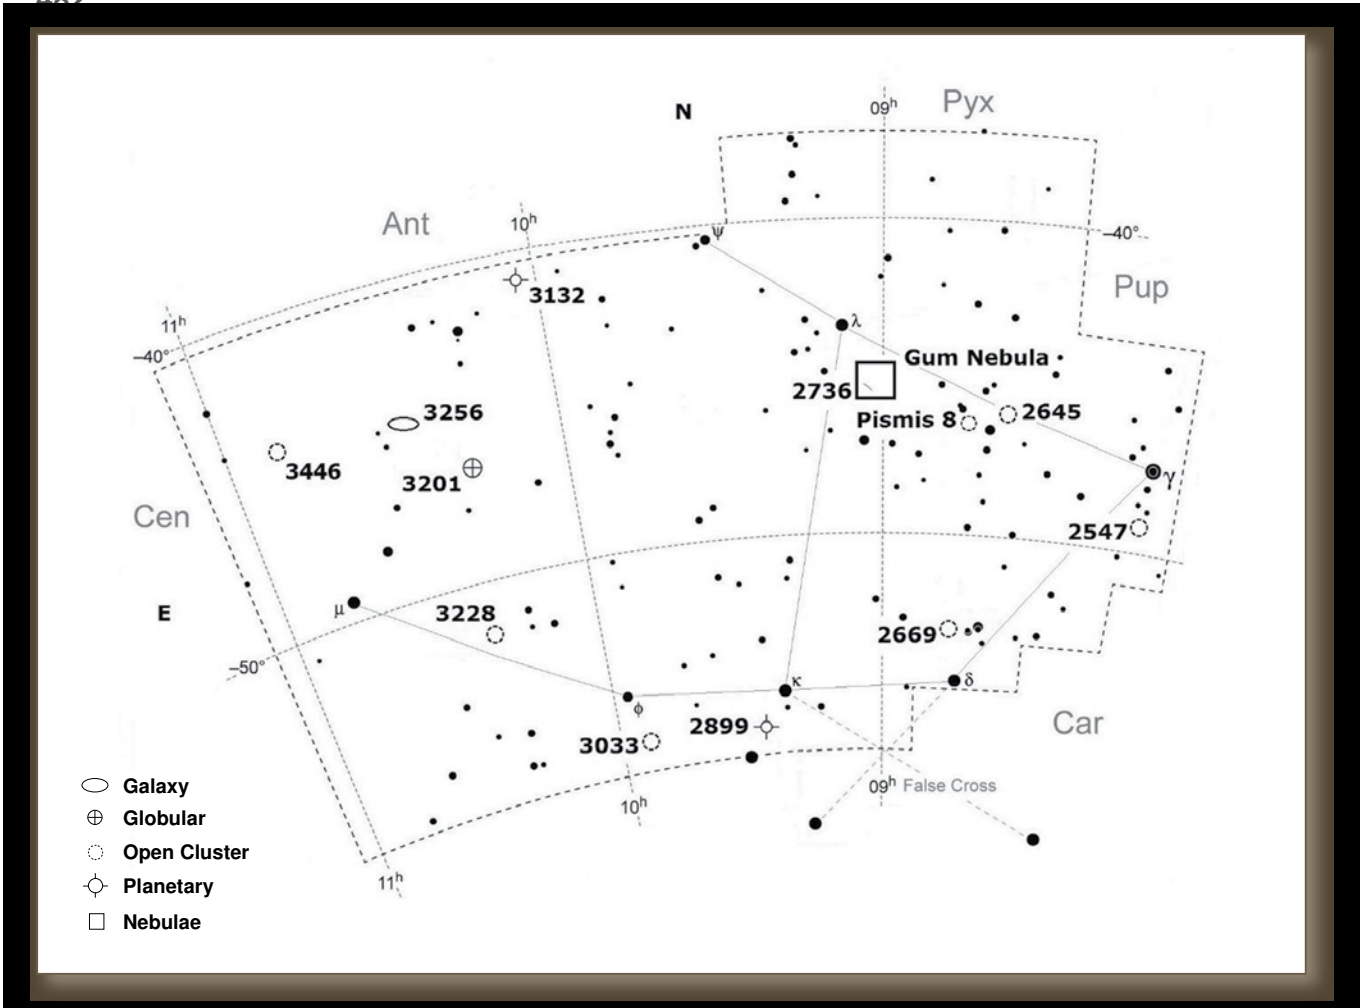 N
09h
Pyx
Ant
10h
ψ
–40°
Pup
3132
11h
–40°
λ
Gum Nebula
2736
3256
Pismis 8
2645
3446
3201
γ
Cen
2547
μ
E
3228
2669
–50°
κ
δ
φ
2899
Car
3033
09h False Cross
10h
11h
Galaxy
Globular
Open Cluster
Planetary
Nebulae